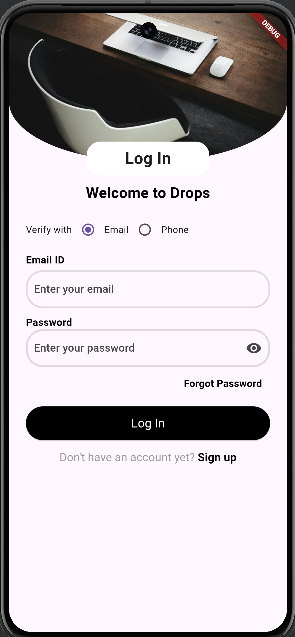 DEBUG
Log In
Welcome to Drops
Verify with Email Phone
Email ID
Enter your email
Password
Enter your password
Forgot Password
Log In
Don't have an account yet? Sign up